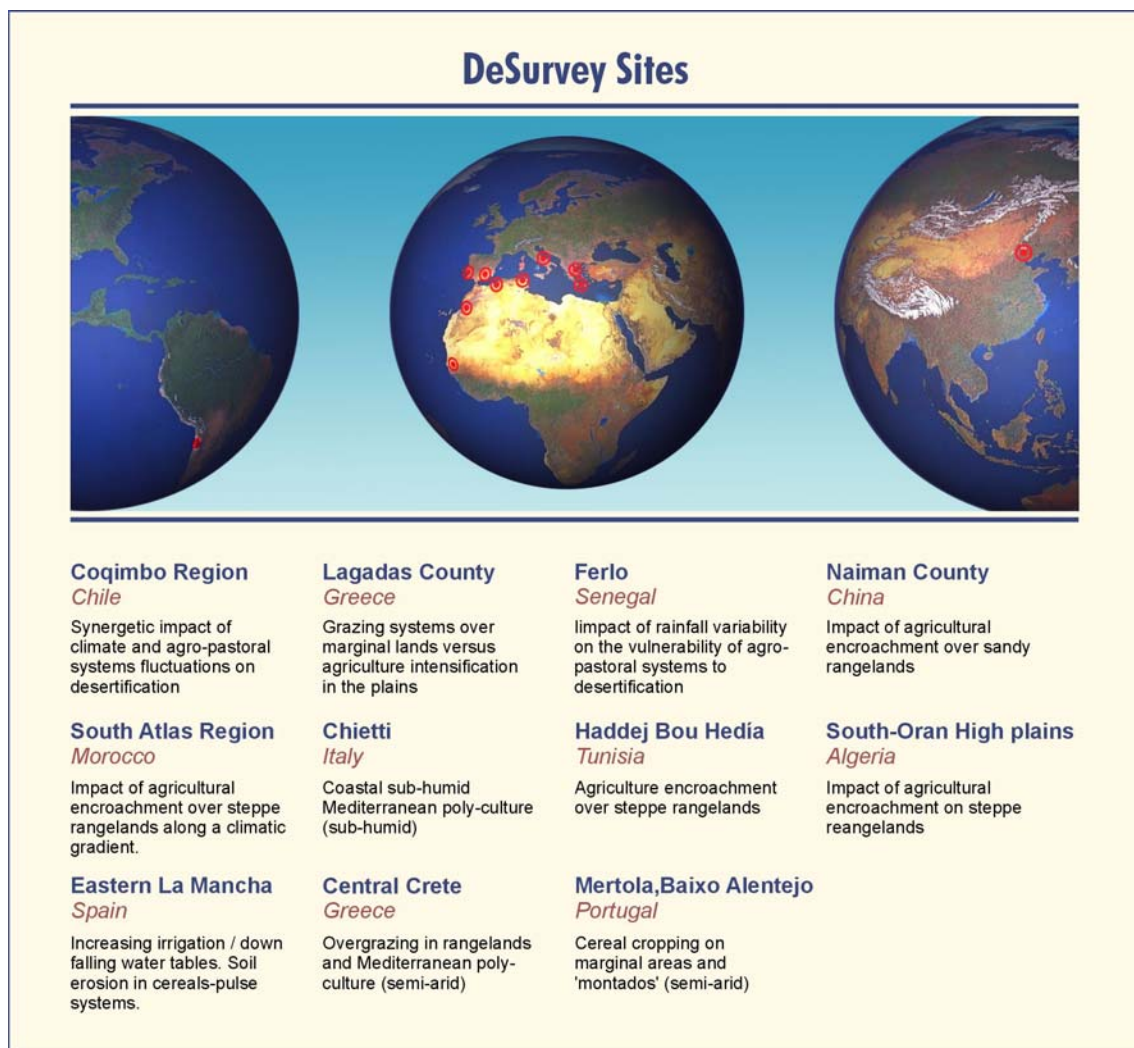 DeSurvey Sites
Coqimbo Region
Chile
Synergetic impact of
climate and agro-pastoral
systems fluctuations on
desertification
Lagadas County
Greece
Grazing systems over
marginal lands versus
agriculture intensification
in the plains
Ferlo
Senegal
Iimpact of rainfall variability
on the vulnerability of agro-
pastoral systems to
desertification
Naiman County
China
Impact of agricultural
encroachment over sandy
rangelands
South Atlas Region
Morocco
Impact of agricultural
encroachment over steppe
rangelands along a climatic
gradient.
Chietti
Italy
Coastal sub-humid
Mediterranean poly-culture
(sub-humid)
Haddej Bou Hedía
Tunisia
Agriculture encroachment
over steppe rangelands
South-Oran High plains
Algeria
Impact of agricultural
encroachment on steppe
reangelands
Eastern La Mancha
Spain
Increasing irrigation / down
falling water tables. Soil
erosion in cereals-pulse
systems.
Central Crete
Greece
Overgrazing in rangelands
and Mediterranean poly-
culture (semi-arid)
Mertola,Baixo Alentejo
Portugal
Cereal cropping on
marginal areas and
'montados' (semi-arid)